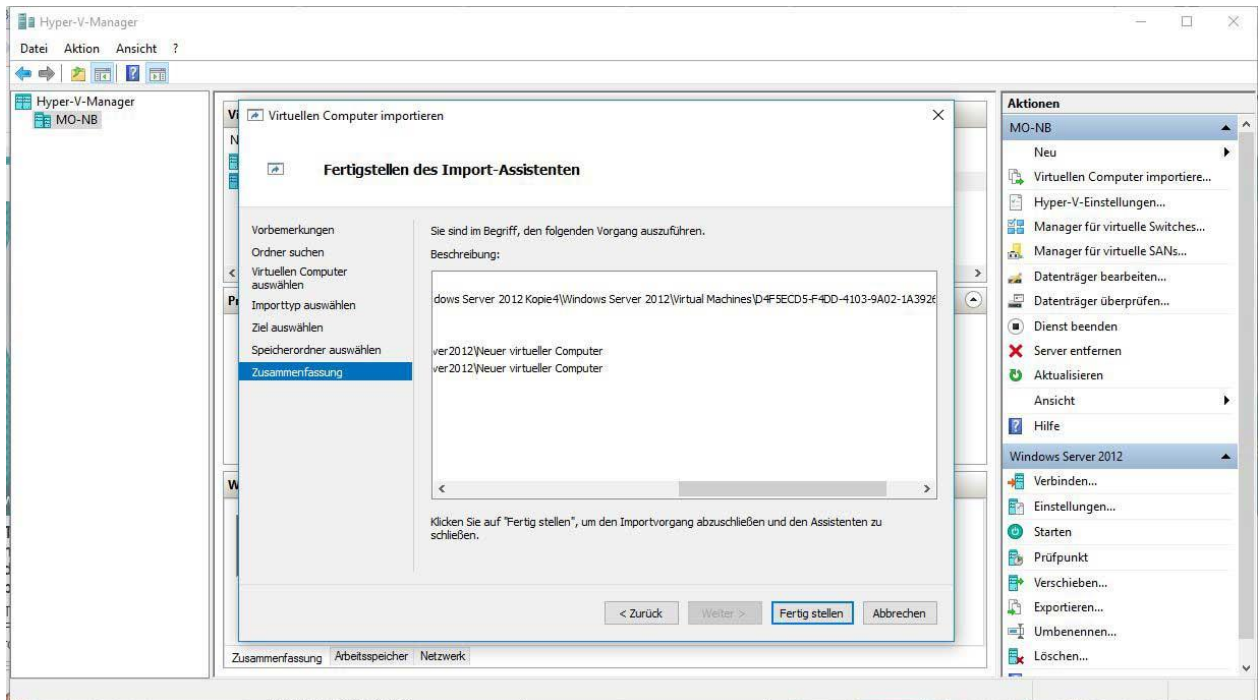 Hyper-V-Manager
Datei Aktion Ansicht ?
Hyper-V-Manager
MO-NB
Virtuellen Computer importieren
Fertigstellen des Import-Assistenten
Vorbemerkungen
Ordner suchen
Virtuellen Computer
auswählen
Importtyp auswählen
Ziel auswählen
Speicherordner auswählen
Zusammenfassung
Sie sind im Begriff, den folgenden Vorgang auszuführen.
Beschreibung:
dows Server 2012 Kopie4\Windows Server 2012\Virtual Machines\D4F5ECD5-F4DD-4103-9A02-1A3926
ver2012\Neuer virtueller Computer
ver2012\Neuer virtueller Computer
Klicken Sie auf "Fertig stellen", um den Importvorgang abzuschließen und den Assistenten zu
schließen.
< Zurück Weiter > Fertig stellen Abbrechen
Zusammenfassung Arbeitsspeicher Netzwerk
Aktionen
MO-NB
Neu
Virtuellen Computer importiere...
Hyper-V-Einstellungen...
Manager für virtuelle Switches...
Manager für virtuelle SANs...
Datenträger bearbeiten...
Datenträger überprüfen...
Dienst beenden
Server entfernen
Aktualisieren
Ansicht
Hilfe
Windows Server 2012
Verbinden...
Einstellungen...
Starten
Prüfpunkt
Verschieben...
Exportieren...
Umbenennen...
Löschen...